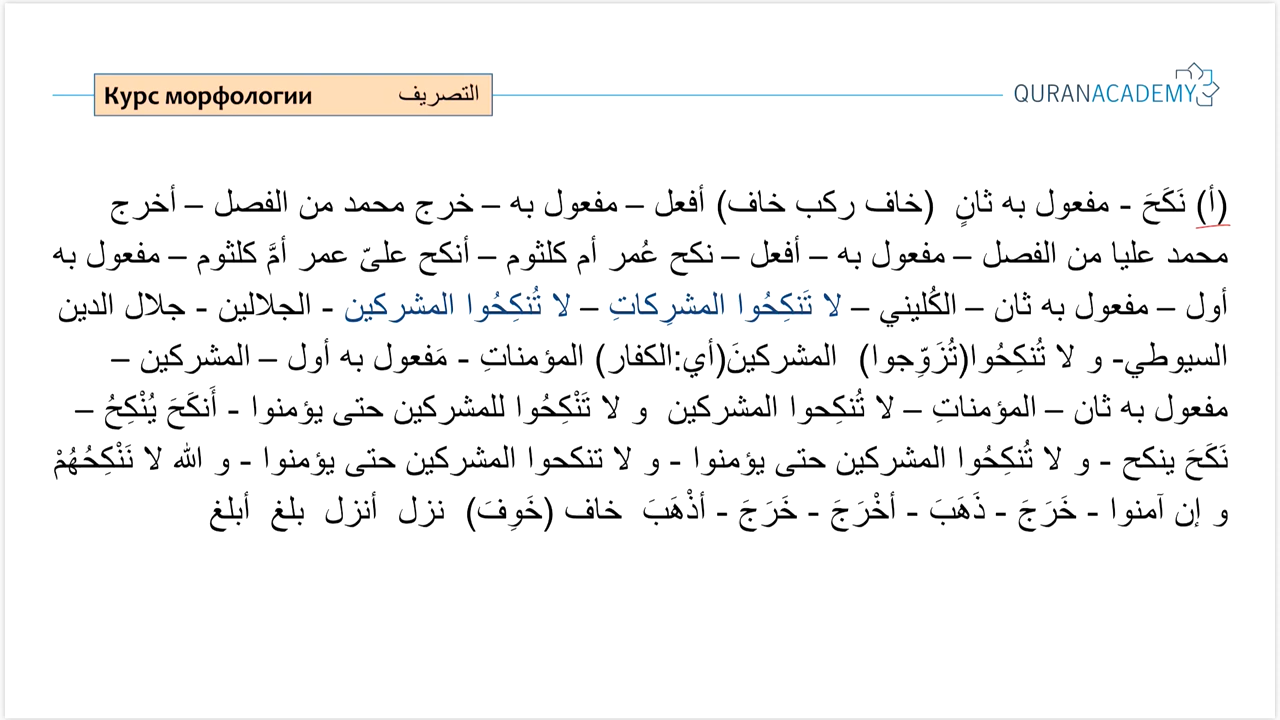 Курс морфологии التصريف
QURANACADEMY
(أ) نَكَحَ - مفعول به ثانٍ (خاف ركب خاف) أفعل – مفعول به – خرج محمد من الفصل – أخرج
محمد عليا من الفصل – مفعول به – أفعل – نكح عُمر أم كلثوم – أنكح علىّ عمر أمَّ كلثوم – مفعول به
أول – مفعول به ثان – الكُليني – لا تَنكِحُوا المشرِكاتِ – لا تُنكِحُوا المشركين - الجلالين - جلال الدين
السيوطي- و لا تُنكِحُوا(تُزَوِّجوا) المشركينَ(أي:الكفار) المؤمناتِ - مَفعول به أول – المشركين –
مفعول به ثان – المؤمناتِ – لا تُنكِحوا المشركين و لا تَنْكِحُوا للمشركين حتى يؤمنوا - أَنكَحَ يُنْكِحُ –
نَكَحَ ينكح - و لا تُنْكِحُوا المشركين حتى يؤمنوا - و لا تنكحوا المشركين حتى يؤمنوا - و الله لا نَنْكِحُهُمْ
و إن آمنوا - خَرَجَ - ذَهَبَ - أخْرَجَ - خَرَجَ - أذْهَبَ خاف (خَوِفَ) نزل أنزل بلغ أبلغ